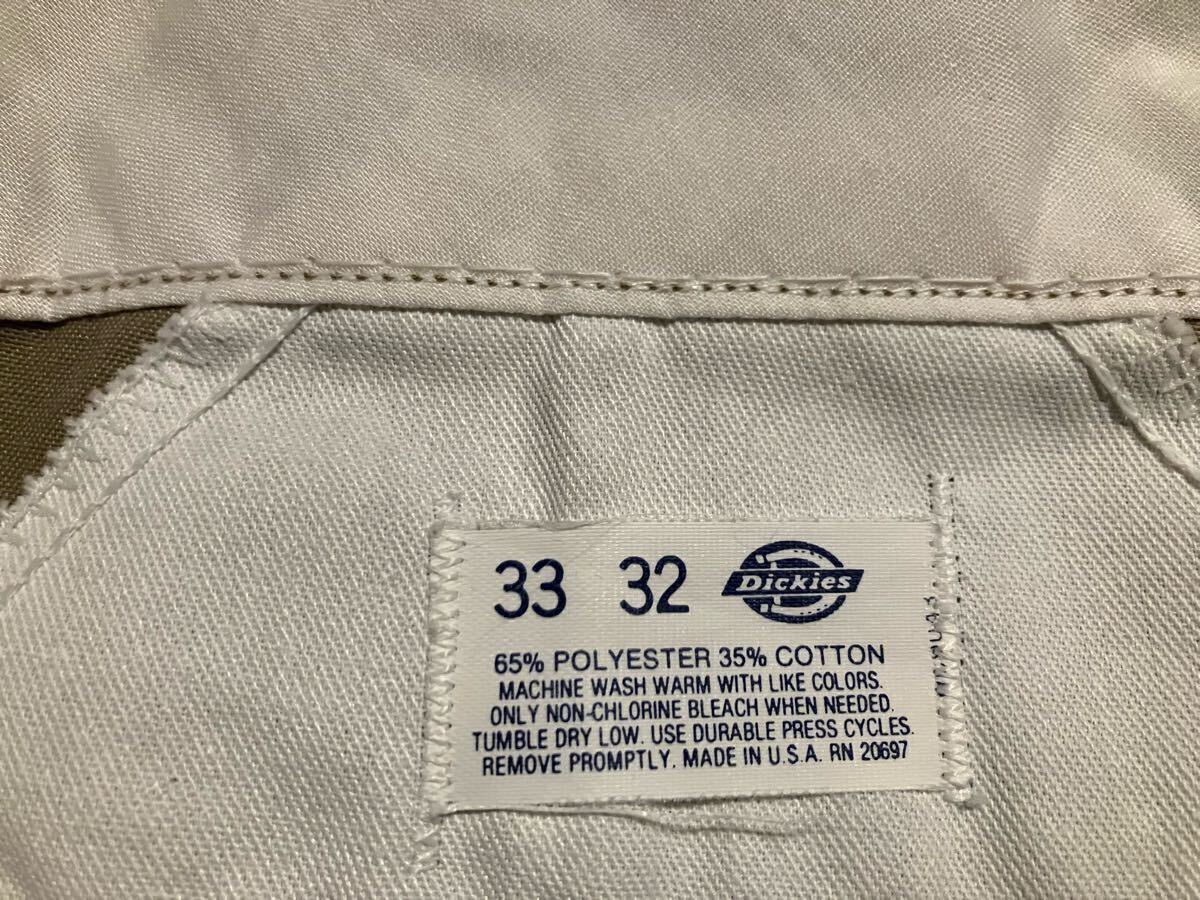 33 32 Dickies
65% POLYESTER 35% COTTON
MACHINE WASH WARM WITH LIKE COLORS.
ONLY NON-CHLORINE BLEACH WHEN NEEDED.
TUMBLE DRY LOW. USE DURABLE PRESS CYCLES.
REMOVE PROMPTLY. MADE IN U.S.A. RN 20697